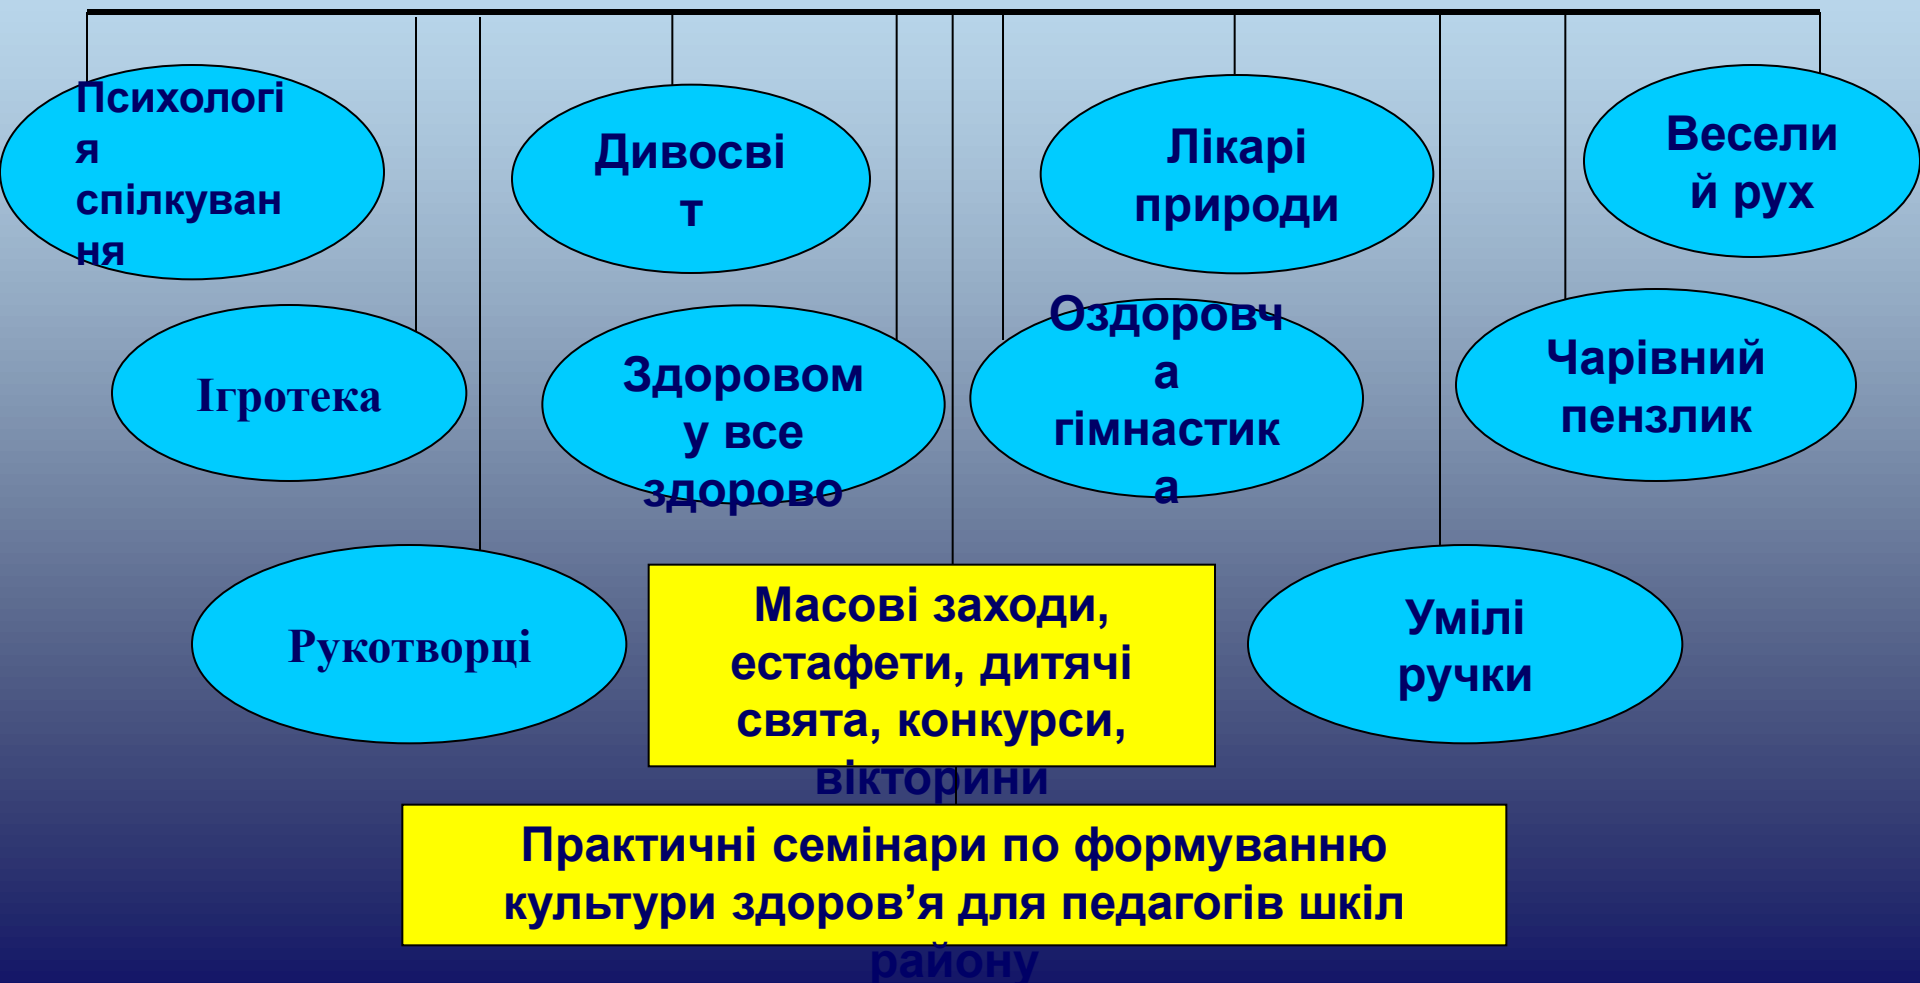 Психологі
я
спілкуван
ня
Дивосві
т
Лікарі
природи
Весели
й рух
Ігротека
Здоровом
у все
здорово
Оздоровч
а
гімнастик
а
Чарівний
пензлик
Рукотворці
Масові заходи,
естафети, дитячі
свята, конкурси,
вікторини
Умілі
ручки
Практичні семінари по формуванню
культури здоров’я для педагогів шкіл
району